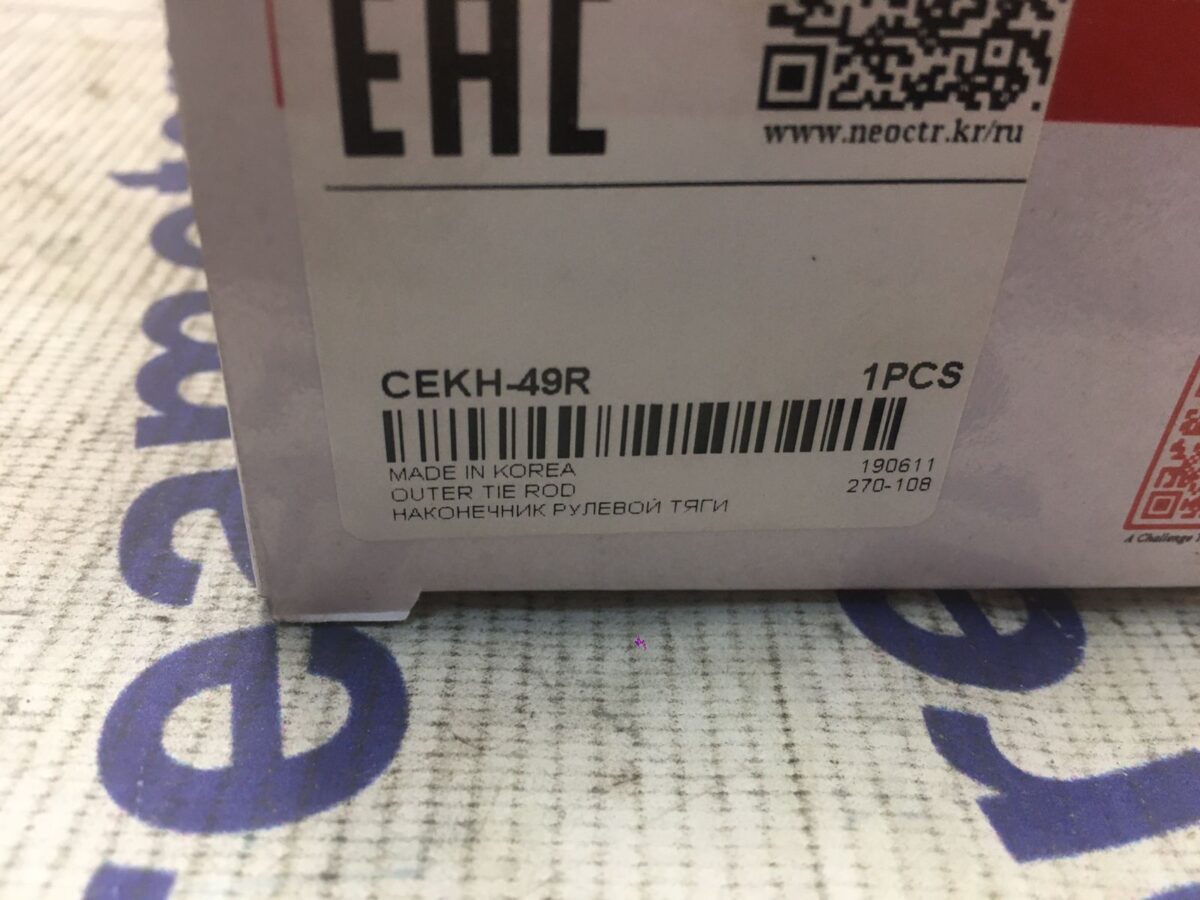 EAC
www.neoctr.kr/ru
CEKH-49R 1PCS
MADE IN KOREA 190611
OUTER TIE ROD 270-108
НАКОНЕЧНИК РУЛЕВОЙ ТЯГИ
A Challenge